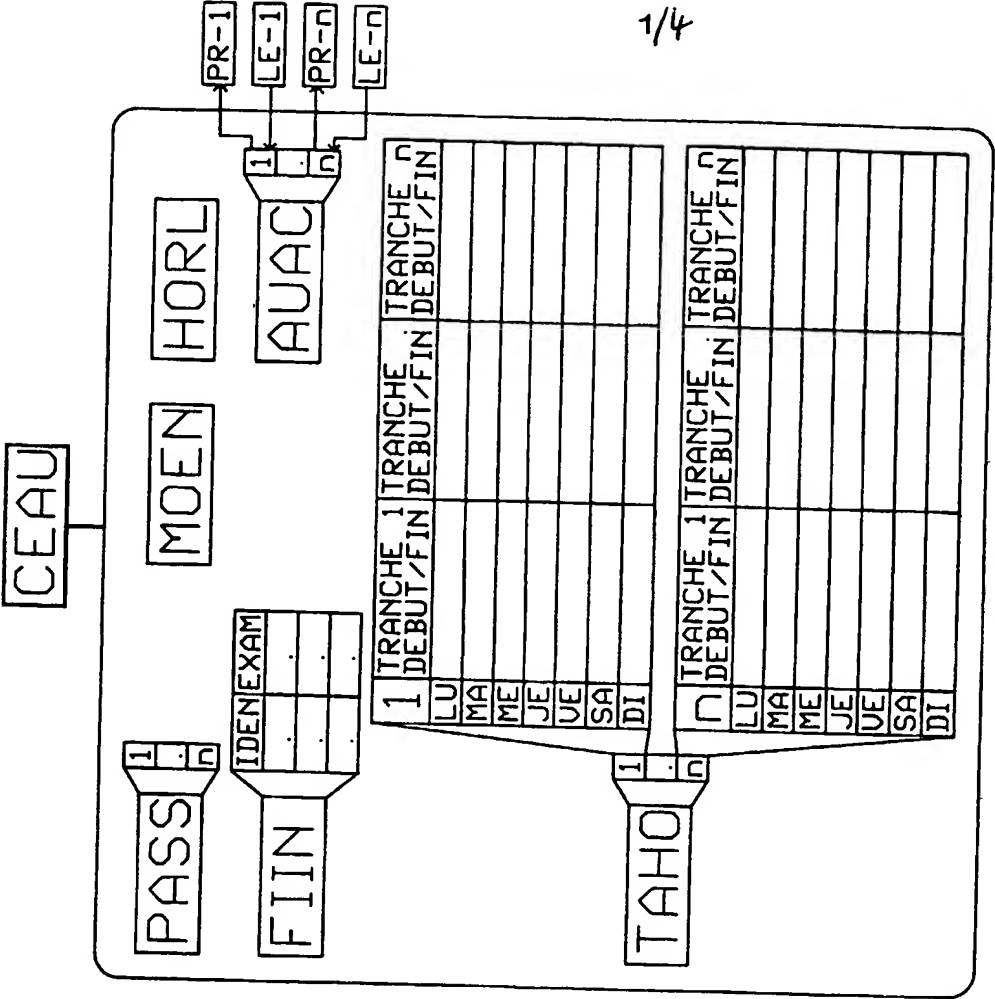 1/4
CEAU
PASS
1
.
n
MOEN
HORL
FIIN
IDEN EXAM
. .
. .
. .
AUAC
1
.
n
PR-1
LE-1
PR-n
LE-n
TAHO
1
.
n
1 TRANCHE 1 TRANCHE . TRANCHE n
DEBUT/FIN DEBUT/FIN DEBUT/FIN
LU
MA
ME
JE
VE
SA
DI
n TRANCHE 1 TRANCHE . TRANCHE n
DEBUT/FIN DEBUT/FIN DEBUT/FIN
LU
MA
ME
JE
VE
SA
DI